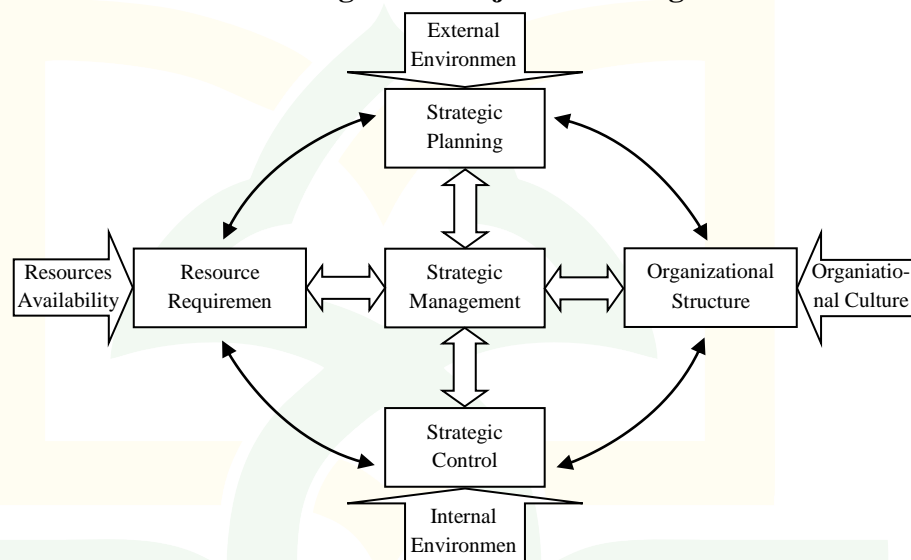 External
Environmen
Strategic
Planning
Resources
Availability
Resource
Requiremen
Strategic
Management
Organizational
Structure
Organiatio-
nal Culture
Strategic
Control
Internal
Environmen